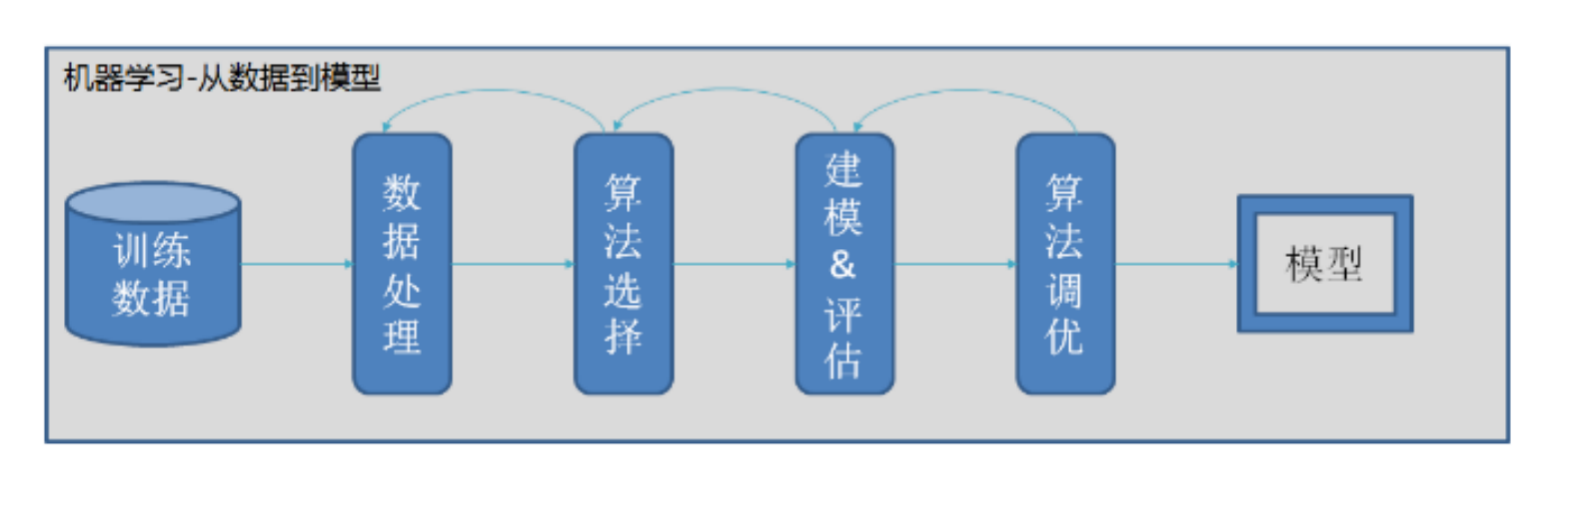 机器学习-从数据到模型
训练
数据
数据处理
算法选择
建模&评估
算法调优
模型